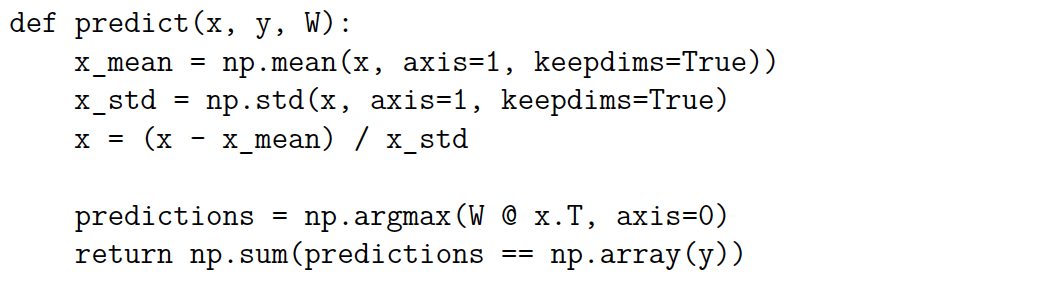 def predict(x, y, W):
    x_mean = np.mean(x, axis=1, keepdims=True))
    x_std = np.std(x, axis=1, keepdims=True)
    x = (x - x_mean) / x_std

    predictions = np.argmax(W @ x.T, axis=0)
    return np.sum(predictions == np.array(y))